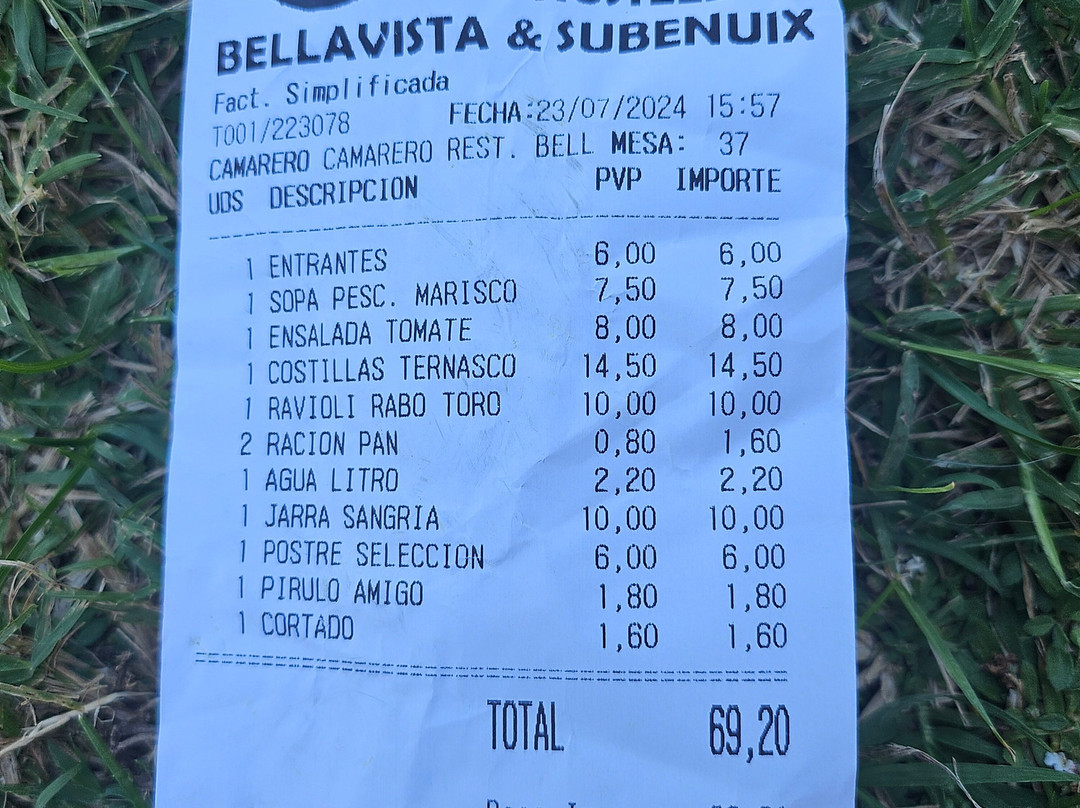 BELLAVISTA & SUBENUIX
Fact. Simplificada
T001/223078 FECHA:23/07/2024 15:57
CAMARERO CAMARERO REST. BELL MESA: 37
UDS DESCRIPCION PVP IMPORTE
1 ENTRANTES 6,00 6,00
1 SOPA PESC. MARISCO 7,50 7,50
1 ENSALADA TOMATE 8,00 8,00
1 COSTILLAS TERNASCO 14,50 14,50
1 RAVIOLI RABO TORO 10,00 10,00
2 RACION PAN 0,80 1,60
1 AGUA LITRO 2,20 2,20
1 JARRA SANGRIA 10,00 10,00
1 POSTRE SELECCION 6,00 6,00
1 PIRULO AMIGO 1,80 1,80
1 CORTADO 1,60 1,60
TOTAL 69,20